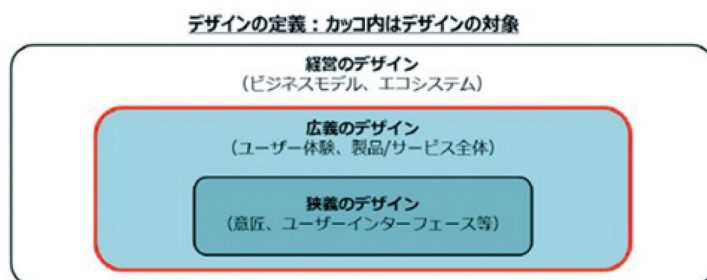 デザインの定義：カッコ内はデザインの対象
経営のデザイン
（ビジネスモデル、エコシステム）
広義のデザイン
（ユーザー体験、製品/サービス全体）
狭義のデザイン
（意匠、ユーザーインターフェース等）